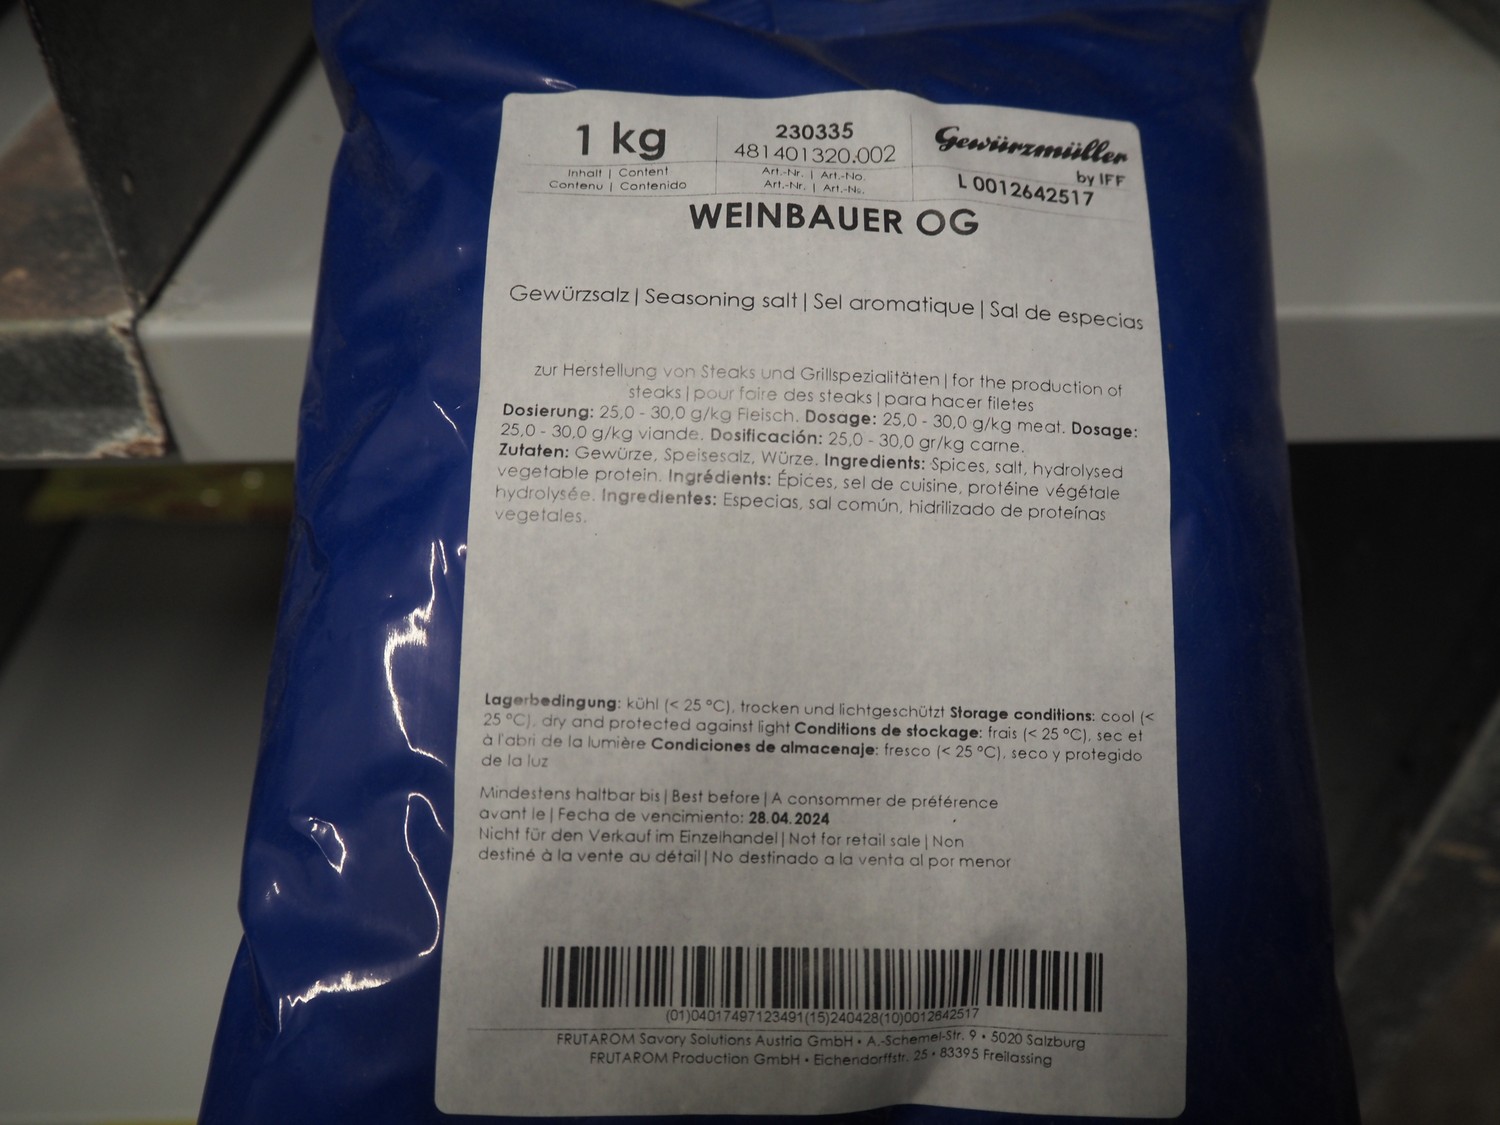 1 kg
Inhalt | Content
Contenu | Contenido
230335
481401320.002
Art.-Nr. | Art.-No.
Art.-Nr. | Art.-No.
Gewürzmüller
by IFF
L 0012642517
WEINBAUER OG
Gewürzsalz | Seasoning salt | Sel aromatique | Sal de especias
zur Herstellung von Steaks und Grillspezialitäten | for the production of
steaks | pour faire des steaks | para hacer filetes
Dosierung: 25,0 - 30,0 g/kg Fleisch. Dosage: 25,0 - 30,0 g/kg meat. Dosage:
25,0 - 30,0 g/kg viande. Dosificación: 25,0 - 30,0 gr/kg carne.
Zutaten: Gewürze, Speisesalz, Würze. Ingredients: Spices, salt, hydrolysed
vegetable protein. Ingrédients: Épices, sel de cuisine, protéine végétale
hydrolysée. Ingredientes: Especias, sal común, hidrilizado de proteínas
vegetales.
Lagerbedingung: kühl (< 25 °C), trocken und lichtgeschützt Storage conditions: cool (<
25 °C), dry and protected against light Conditions de stockage: frais (< 25 °C), sec et
à l'abri de la lumière Condiciones de almacenaje: fresco (< 25 °C), seco y protegido
de la luz
Mindestens haltbar bis | Best before | A consommer de préférence
avant le | Fecha de vencimiento: 28.04.2024
Nicht für den Verkauf im Einzelhandel | Not for retail sale | Non
destiné à la vente au détail | No destinado a la venta al por menor
(01)04017497123491(15)240428(10)0012642517
FRUTAROM Savory Solutions Austria GmbH • A.-Schemel-Str. 9 • 5020 Salzburg
FRUTAROM Production GmbH • Eichendorffstr. 25 • 83395 Freilassing